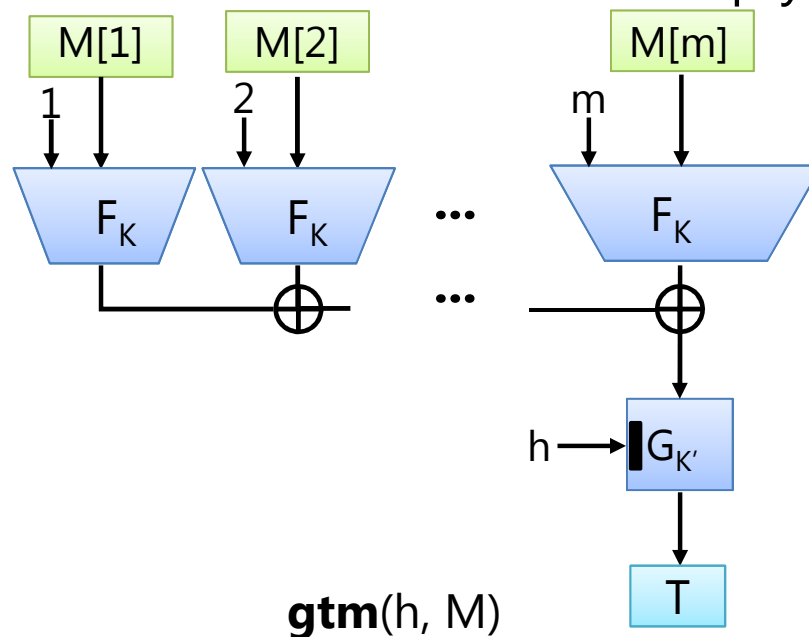 M[1] M[2] M[m]
1 2 m
F_K F_K ... F_K
...
h G_K'
T
gtm(h, M)